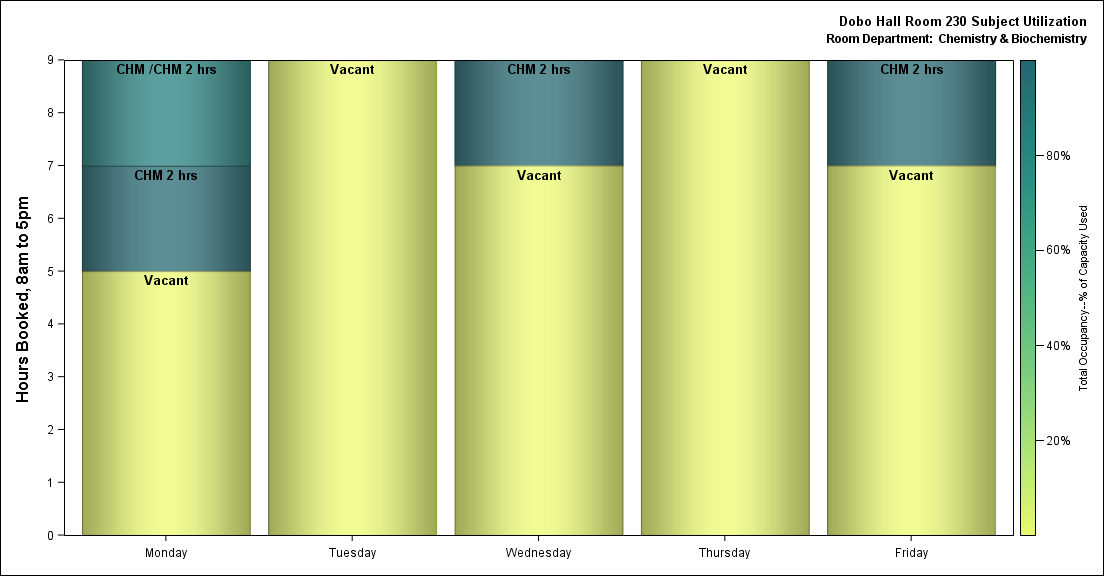 Dobo Hall Room 230 Subject Utilization
Room Department: Chemistry & Biochemistry
Hours Booked, 8am to 5pm
9
8
7
6
5
4
3
2
1
0
CHM /CHM 2 hrs
CHM 2 hrs
Vacant
Vacant
CHM 2 hrs
Vacant
Vacant
CHM 2 hrs
Vacant
Monday
Tuesday
Wednesday
Thursday
Friday
80%
60%
40%
20%
Total Occupancy--% of Capacity Used